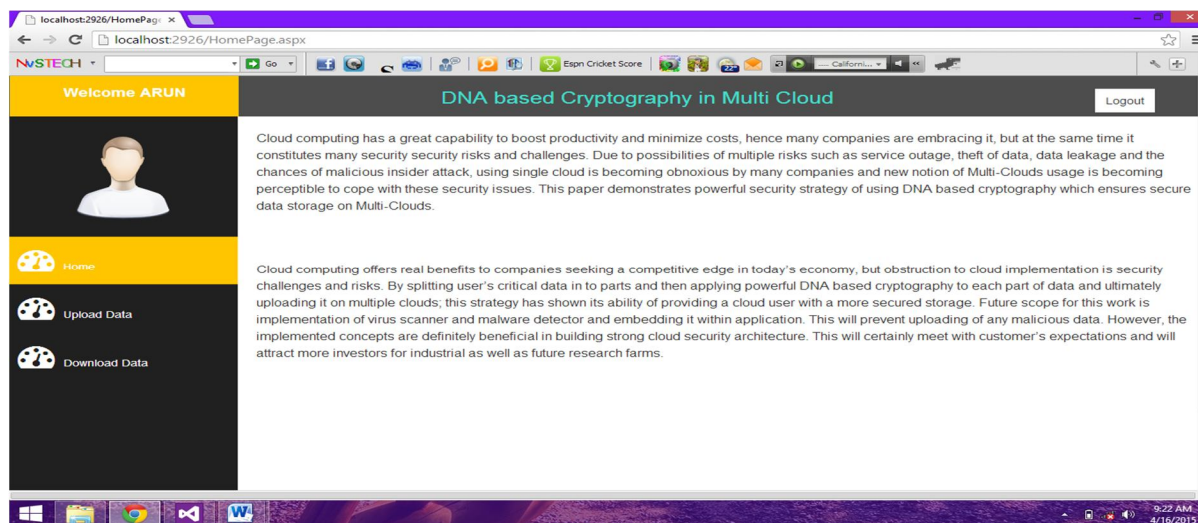 localhost:2926/HomePage
localhost:2926/HomePage.aspx
NVSTECH
Go
Espn Cricket Score
22°
.... Californi...
Welcome ARUN
DNA based Cryptography in Multi Cloud
Logout
Cloud computing has a great capability to boost productivity and minimize costs, hence many companies are embracing it, but at the same time it
constitutes many security security risks and challenges. Due to possibilities of multiple risks such as service outage, theft of data, data leakage and the
chances of malicious insider attack, using single cloud is becoming obnoxious by many companies and new notion of Multi-Clouds usage is becoming
perceptible to cope with these security issues. This paper demonstrates powerful security strategy of using DNA based cryptography which ensures secure
data storage on Multi-Clouds.
Home
Upload Data
Download Data
Cloud computing offers real benefits to companies seeking a competitive edge in today's economy, but obstruction to cloud implementation is security
challenges and risks. By splitting user's critical data in to parts and then applying powerful DNA based cryptography to each part of data and ultimately
uploading it on multiple clouds; this strategy has shown its ability of providing a cloud user with a more secured storage. Future scope for this work is
implementation of virus scanner and malware detector and embedding it within application. This will prevent uploading of any malicious data. However, the
implemented concepts are definitely beneficial in building strong cloud security architecture. This will certainly meet with customer's expectations and will
attract more investors for industrial as well as future research farms.
9:22 AM
4/16/2015